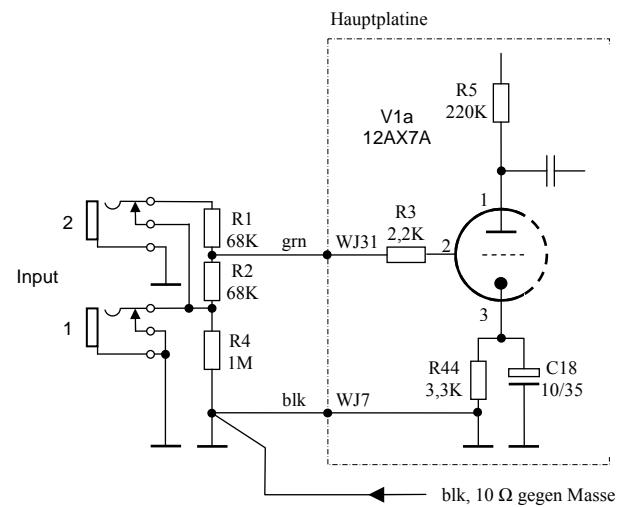 Hauptplatine
R5
220K
V1a
12AX7A
1
R1
68K
grn
WJ31
R3
2,2K
2
2
R2
68K
Input
1
R4
1M
3
R44
3,3K
C18
10/35
blk
WJ7
blk, 10 Ω gegen Masse